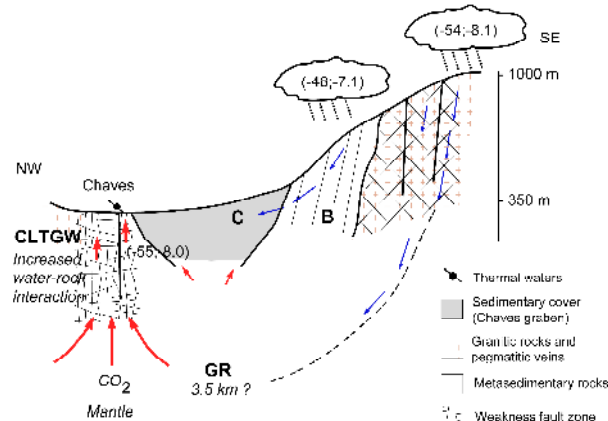 (-54;-8.1)
SE
(-48;-7.1)
1000 m
NW
Chaves
350 m
C
B
CLTGW
(-55;-8.0)
Increased
water-rock
interaction
Thermal waters
Sedimentary cover
(Chaves graben)
GR
3.5 km ?
Granitic rocks and
pegmatitic veins
CO2
Mantle
Metasedimentary rocks
Weakness fault zone